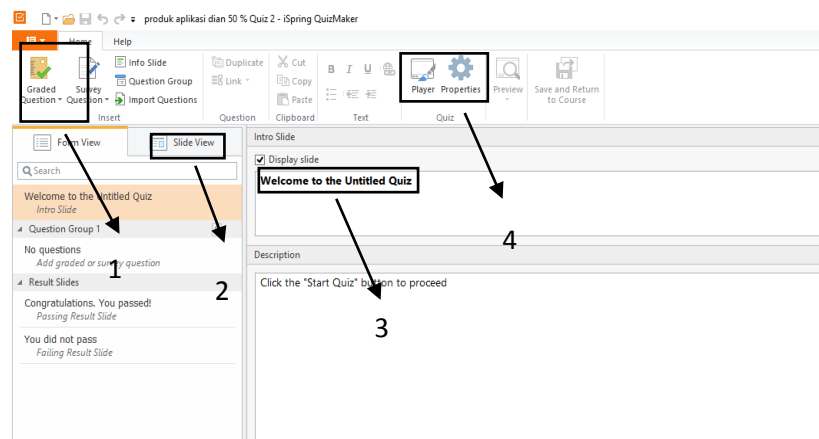 produk aplikasi dian 50 % Quiz 2 - iSpring QuizMaker
Home Help
Graded Question
Survey Question
Info Slide
Question Group
Import Questions
Insert
Duplicate
Link
Question
Cut
Copy
Paste
Clipboard
B I U
Text
Player Properties
Quiz
Preview
Save and Return
to Course
Form View
Slide View
Search
Welcome to the Untitled Quiz
Intro Slide
Question Group 1
No questions
Add graded or survey question
Result Slides
Congratulations, You passed!
Passing Result Slide
You did not pass
Failing Result Slide
Intro Slide
Display slide
Welcome to the Untitled Quiz
Description
Click the "Start Quiz" button to proceed
1
2
3
4